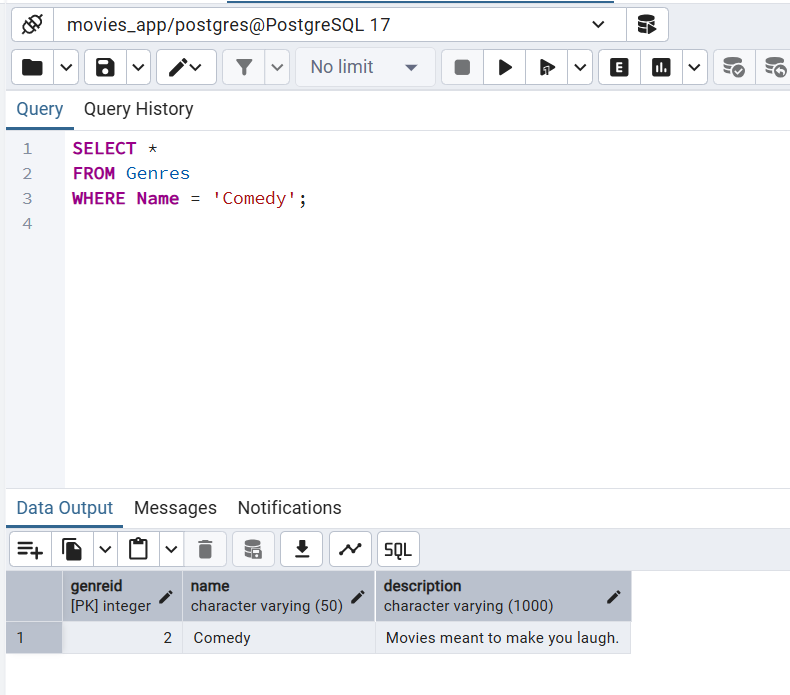 movies_app/postgres@PostgreSQL 17
No limit
E
Query Query History
1 SELECT *
2 FROM Genres
3 WHERE Name = 'Comedy';
4
Data Output Messages Notifications
SQL
genreid name description
[PK] integer character varying (50) character varying (1000)
1 2 Comedy Movies meant to make you laugh.